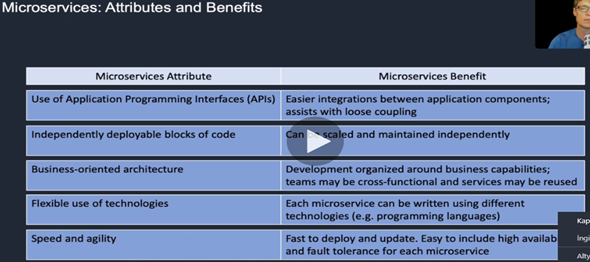 Microservices: Attributes and Benefits
Microservices Attribute
Microservices Benefit
Use of Application Programming Interfaces (APIs)
Easier integrations between application components;
assists with loose coupling
Independently deployable blocks of code
Can scaled and maintained independently
Business-oriented architecture
Development organized around business capabilities;
teams may be cross-functional and services may be reused
Flexible use of technologies
Each microservice can be written using different
technologies (e.g. programming languages)
Speed and agility
Fast to deploy and update. Easy to include high availab
and fault tolerance for each microservice
Kap
İngi
Alty